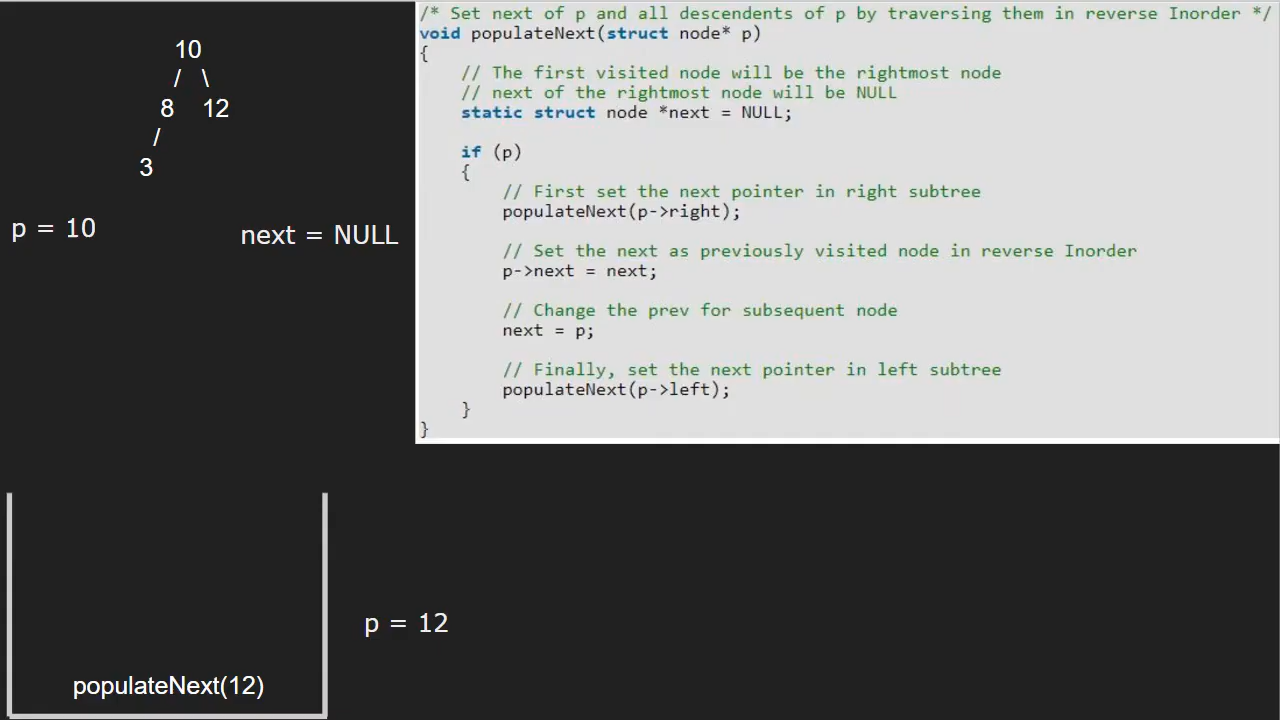 10
/ \
8 12
/
3
p = 10
next = NULL
/* Set next of p and all descendents of p by traversing them in reverse Inorder */
void populateNext(struct node* p)
{
// The first visited node will be the rightmost node
// next of the rightmost node will be NULL
static struct node *next = NULL;
if (p)
{
// First set the next pointer in right subtree
populateNext(p->right);
// Set the next as previously visited node in reverse Inorder
p->next = next;
// Change the prev for subsequent node
next = p;
// Finally, set the next pointer in left subtree
populateNext(p->left);
}
}
p = 12
populateNext(12)